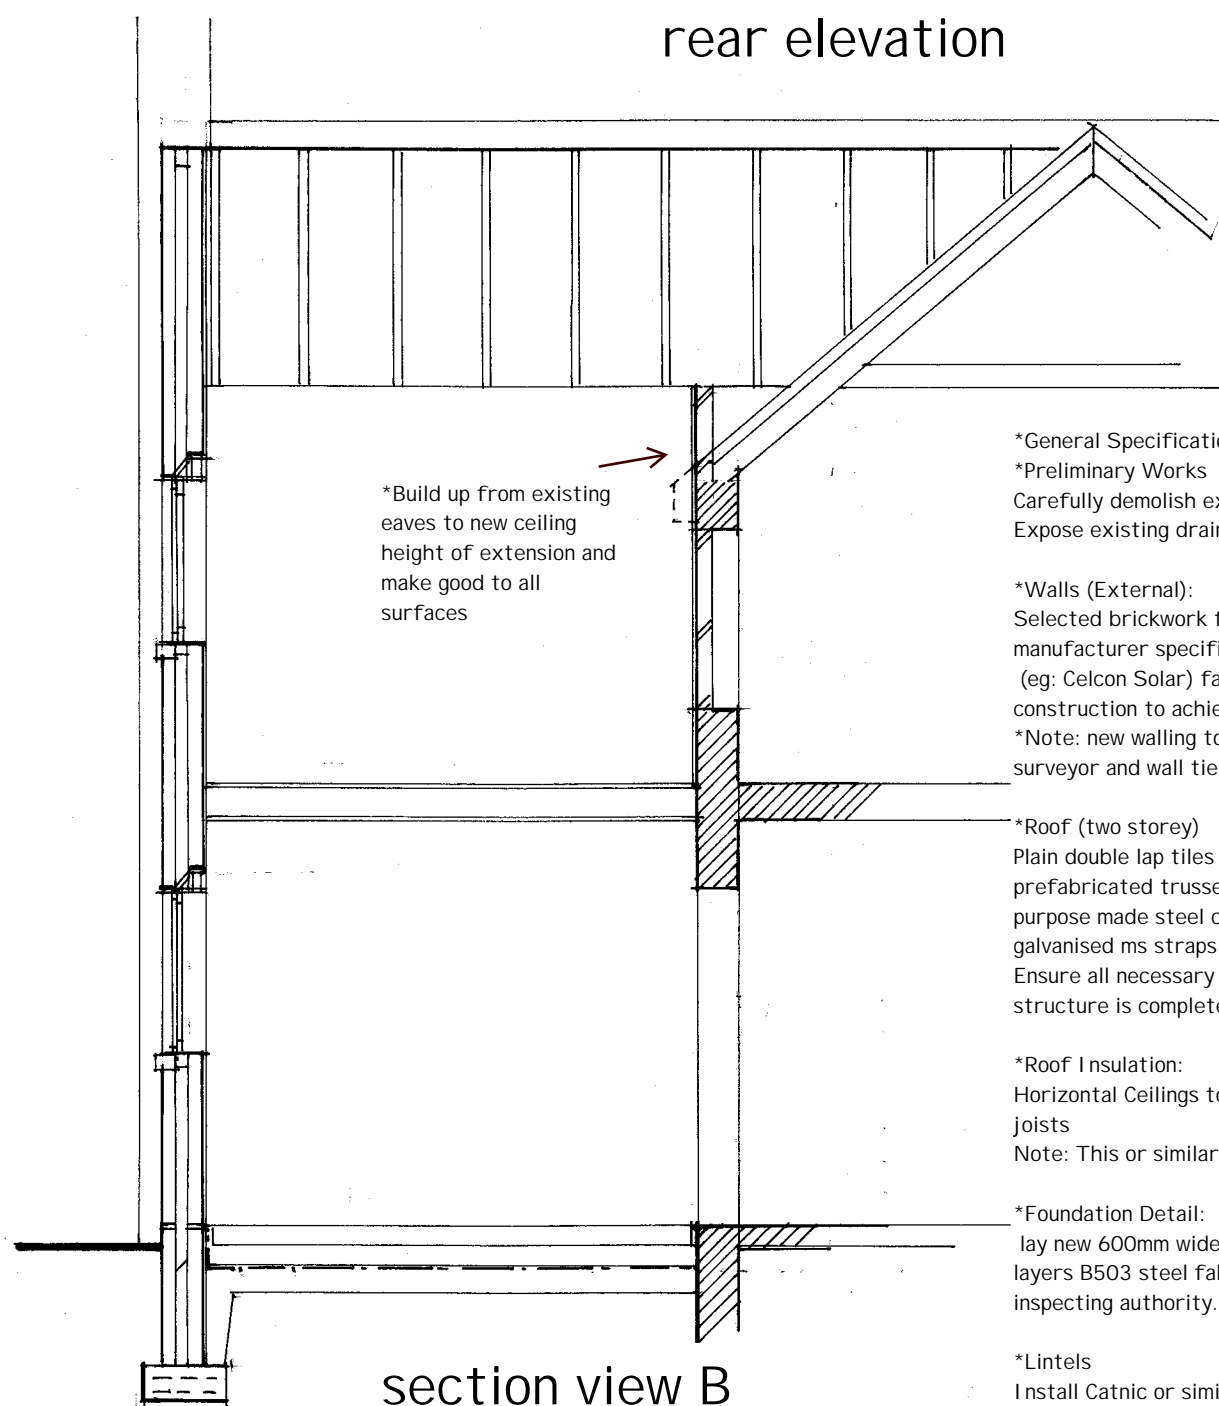 rear elevation
*Build up from existing
eaves to new ceiling
height of extension and
make good to all
surfaces
*General Specificatio
*Preliminary Works
Carefully demolish ex
Expose existing drain
*Walls (External):
Selected brickwork f
manufacturer specifi
(eg: Celcon Solar) fa
construction to achie
*Note: new walling to
surveyor and wall tie
*Roof (two storey)
Plain double lap tiles
prefabricated trusse
purpose made steel o
galvanised ms straps
Ensure all necessary
structure is complete
*Roof Insulation:
Horizontal Ceilings to
joists
Note: This or similar
*Foundation Detail:
lay new 600mm wide
layers B503 steel fab
inspecting authority.
*Lintels
Install Catnic or simi
section view B